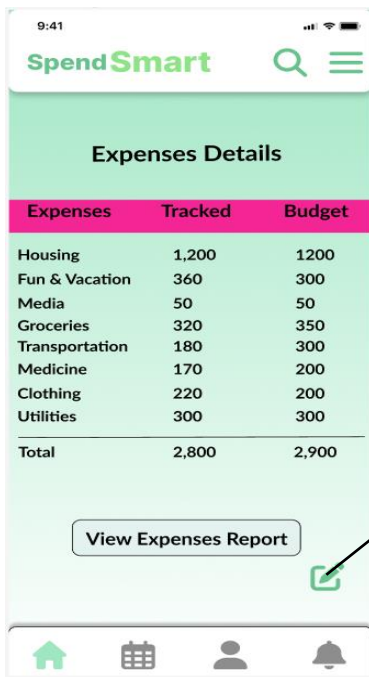 9:41
SpendSmart
Expenses Details
Expenses Tracked Budget
Housing 1,200 1200
Fun & Vacation 360 300
Media 50 50
Groceries 320 350
Transportation 180 300
Medicine 170 200
Clothing 220 200
Utilities 300 300
Total 2,800 2,900
View Expenses Report